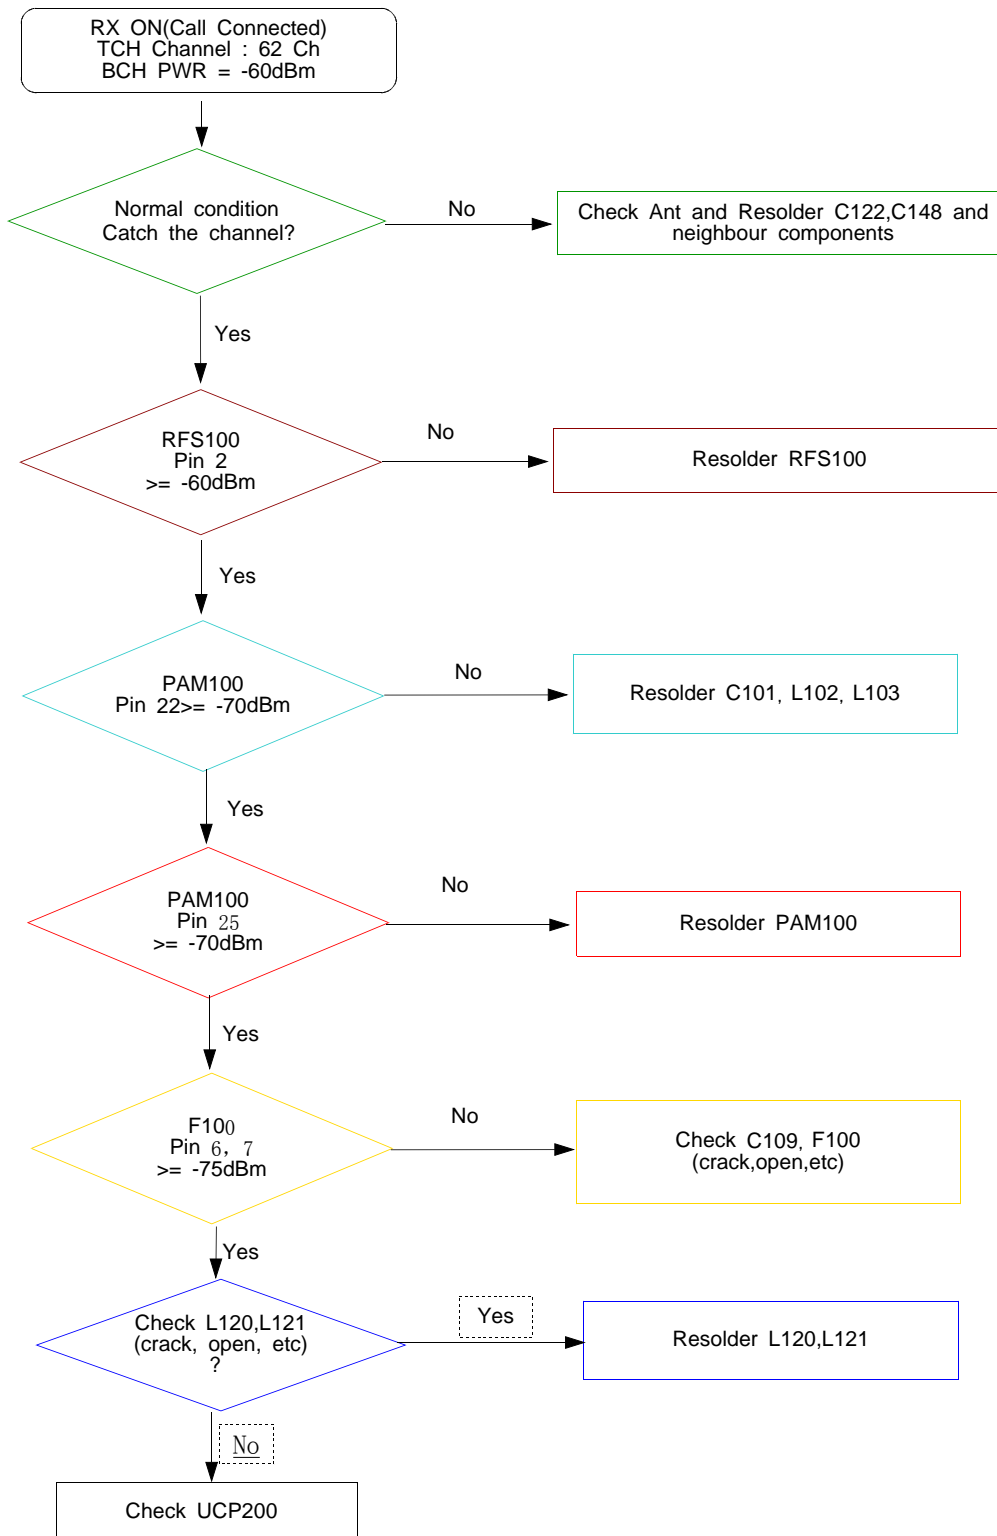 RX ON(Call Connected)
TCH Channel : 62 Ch
BCH PWR = -60dBm
Normal condition
Catch the channel?
No
Check Ant and Resolder C122,C148 and
neighbour components
Yes
RFS100
Pin 2
>= -60dBm
No
Resolder RFS100
Yes
PAM100
Pin 22>= -70dBm
No
Resolder C101, L102, L103
Yes
PAM100
Pin 25
>= -70dBm
No
Resolder PAM100
Yes
F100
Pin 6, 7
>= -75dBm
No
Check C109, F100
(crack,open,etc)
Yes
Check L120,L121
(crack, open, etc)
?
Yes
Resolder L120,L121
No
Check UCP200